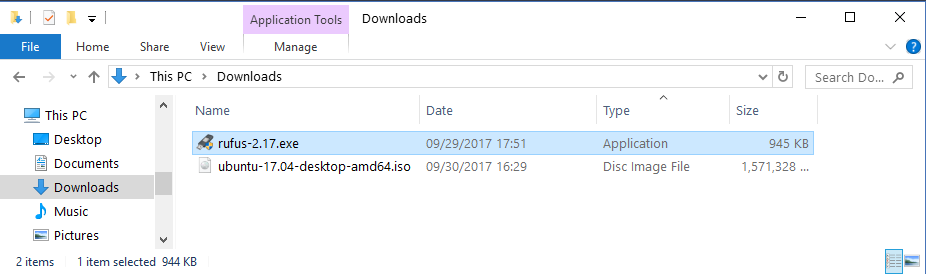 Application Tools Downloads
File Home Share View Manage
This PC Downloads Search Do...
Name Date Type Size
This PC
Desktop
Documents
Downloads
Music
Pictures
rufus-2.17.exe 09/29/2017 17:51 Application 945 KB
ubuntu-17.04-desktop-amd64.iso 09/30/2017 16:29 Disc Image File 1,571,328 ...
2 items 1 item selected 944 KB